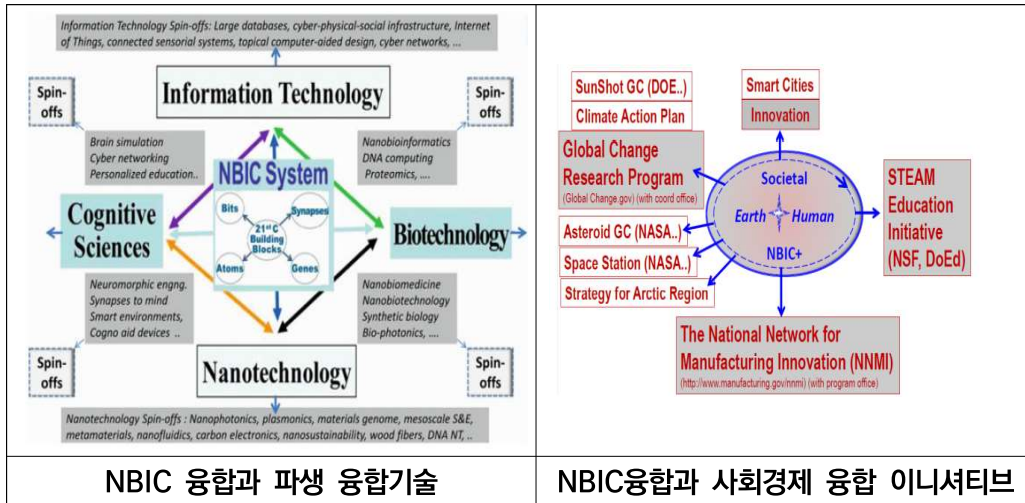 Information Technology Spin-offs: Large databases, cyber-physical-social infrastructure, Internet
of Things, connected sensorial systems, topical computer-aided design, cyber networks, ...
Spin-
offs
Information Technology
Spin-
offs
Brain simulation
Cyber networking
Personalized education..
Nanobioinformatics
DNA computing
Proteomics, ....
NBIC System
Bits
Synapses
21st C
Building
Blocks
Atoms
Genes
Cognitive
Sciences
Biotechnology
Neuromorphic engng.
Synapses to mind
Smart environments,
Cogno aid devices ..
Nanobiomedicine
Nanobiotechnology
Synthetic biology
Bio-photonics, ....
Spin-
offs
Nanotechnology
Spin-
offs
Nanotechnology Spin-offs : Nanophotonics, plasmonics, materials genome, mesoscale S&E,
metamaterials, nanofluidics, carbon electronics, nanosustainability, wood fibers, DNA NT, ..
NBIC 융합과 파생 융합기술
SunShot GC (DOE..)
Climate Action Plan
Smart Cities
Innovation
Global Change
Research Program
(Global Change.gov) (with coord office)
Societal
Earth
Human
NBIC+
STEAM
Education
Initiative
(NSF, DoEd)
Asteroid GC (NASA..)
Space Station (NASA..)
Strategy for Arctic Region
The National Network for
Manufacturing Innovation (NNMI)
(http://www.manufacturing.gov/nnmi) (with program office)
NBIC융합과 사회경제 융합 이니셔티브